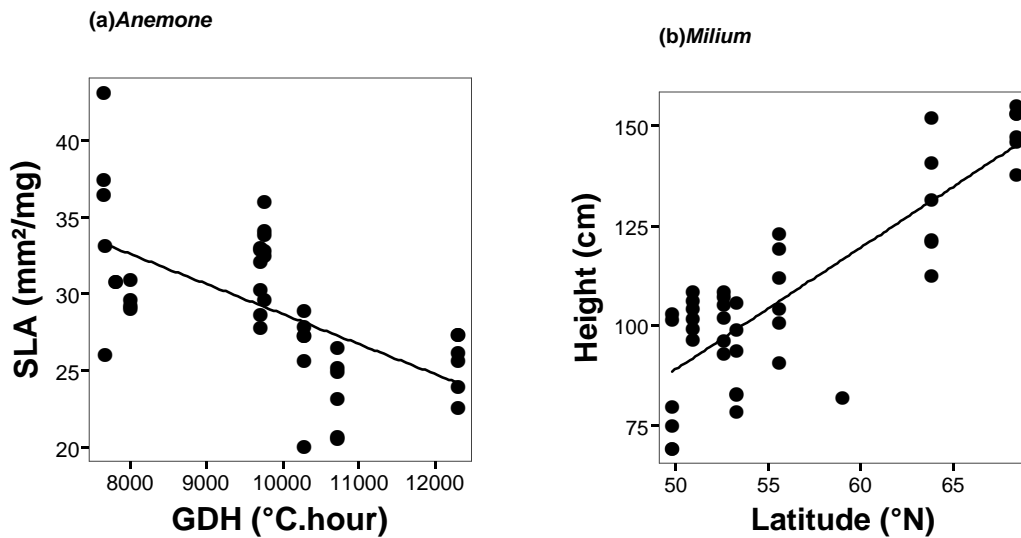 (a)Anemone
SLA (mm²/mg)
40
35
30
25
20
8000 9000 10000 11000 12000
GDH (°C.hour)
(b)Milium
Height (cm)
150
125
100
75
50 55 60 65
Latitude (°N)